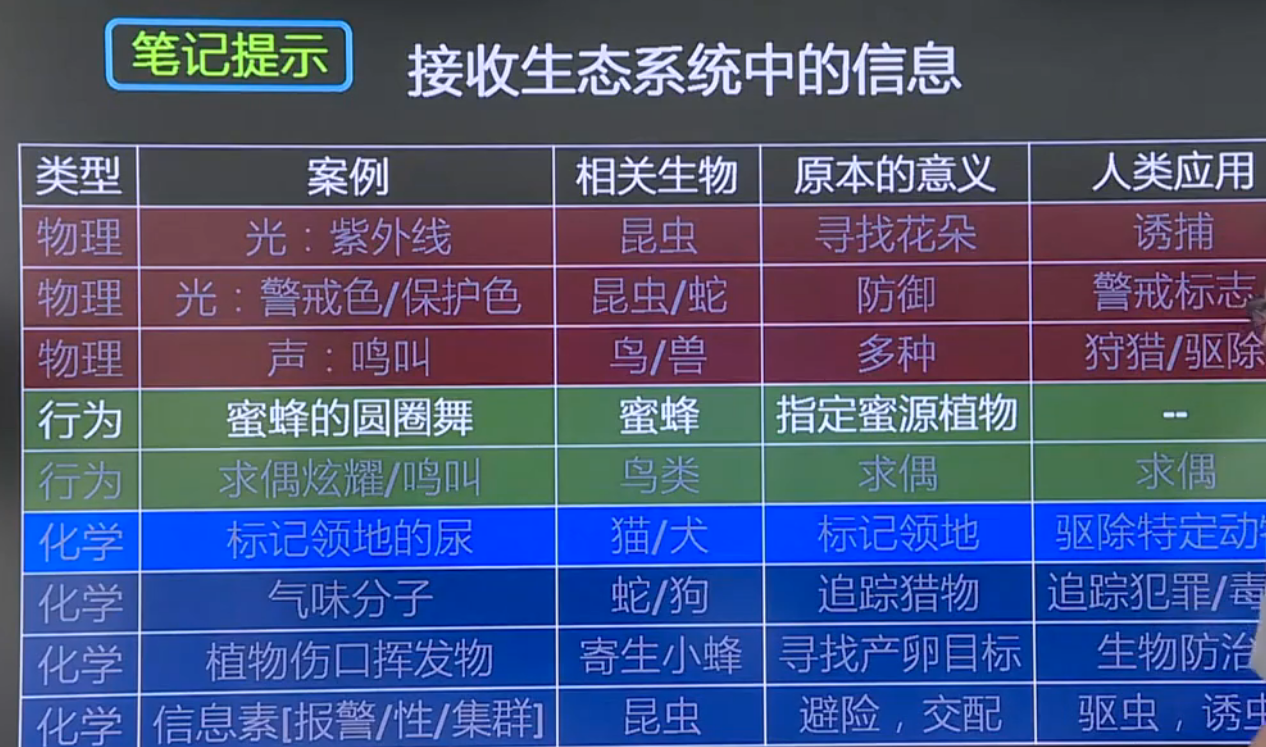 笔记提示 接收生态系统中的信息
类型 案例 相关生物 原本的意义 人类应用
物理 光：紫外线 昆虫 寻找花朵 诱捕
物理 光：警戒色/保护色 昆虫/蛇 防御 警戒标志
物理 声：鸣叫 鸟/兽 多种 狩猎/驱除
行为 蜜蜂的圆圈舞 蜜蜂 指定蜜源植物 --
行为 求偶炫耀/鸣叫 鸟类 求偶 求偶
化学 标记领地的尿 猫/犬 标记领地 驱除特定动
化学 气味分子 蛇/狗 追踪猎物 追踪犯罪/毒
化学 植物伤口挥发物 寄生小蜂 寻找产卵目标 生物防治
化学 信息素[报警/性/集群] 昆虫 避险，交配 驱虫，诱